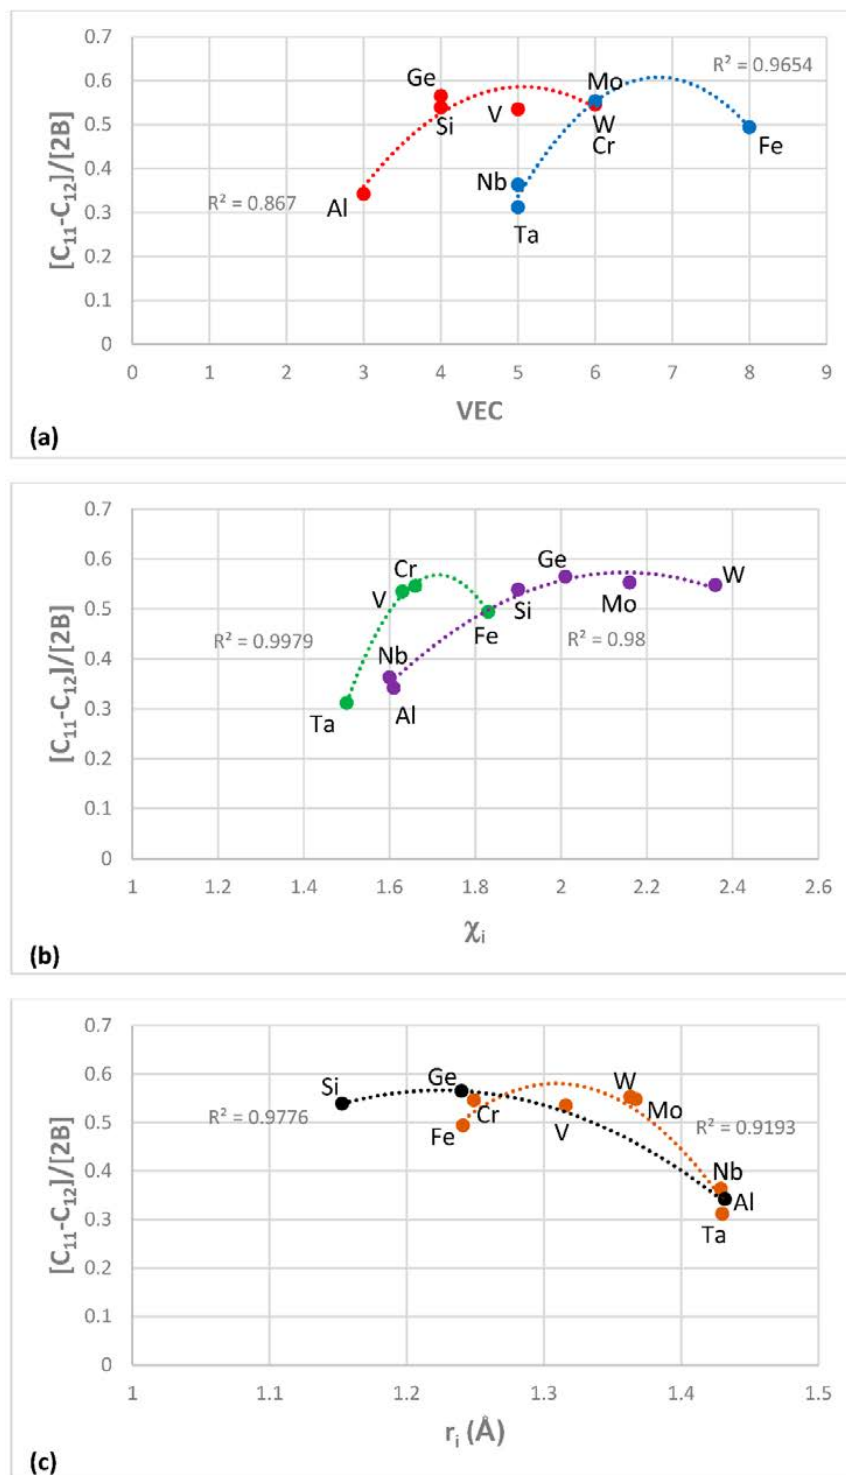 0.7
0.6
0.5
0.4
0.3
0.2
0.1
0
[C₁₁-C₁₂]/[2B]
Ge
Si
V
Mo
W
Cr
Fe
Al
Nb
Ta
R² = 0.867
R² = 0.9654
0 1 2 3 4 5 6 7 8 9
VEC
(a)
0.7
0.6
0.5
0.4
0.3
0.2
0.1
0
[C₁₁-C₁₂]/[2B]
Cr
V
Ge
W
Si
Mo
Fe
Nb
Al
Ta
R² = 0.9979
R² = 0.98
1 1.2 1.4 1.6 1.8 2 2.2 2.4 2.6
χᵢ
(b)
0.7
0.6
0.5
0.4
0.3
0.2
0.1
0
[C₁₁-C₁₂]/[2B]
Si
Ge
Cr
Fe
V
W
Mo
Nb
Al
Ta
R² = 0.9776
R² = 0.9193
1 1.1 1.2 1.3 1.4 1.5
rᵢ (Å)
(c)